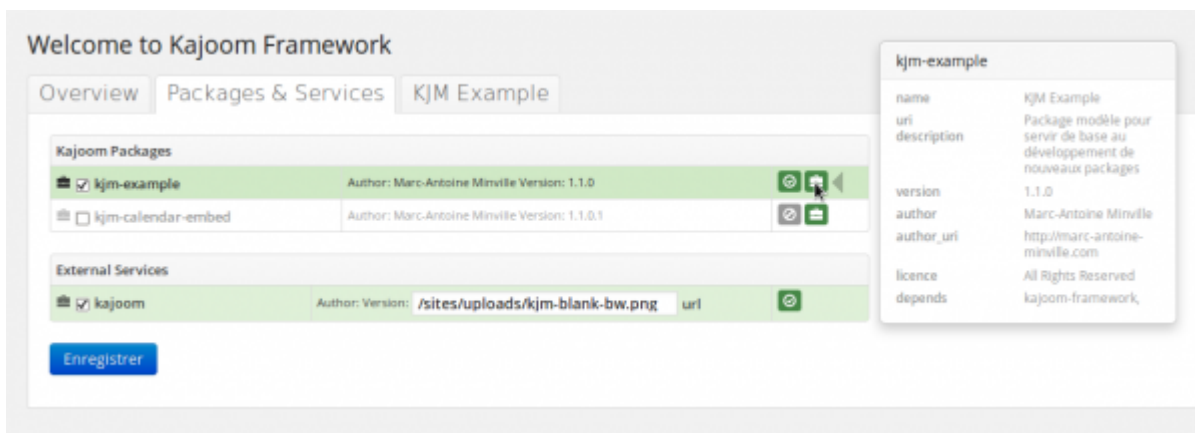 Welcome to Kajoom Framework
Overview Packages & Services KJM Example
Kajoom Packages
kjm-example Author: Marc-Antoine Minville Version: 1.1.0
kjm-calendar-embed Author: Marc-Antoine Minville Version: 1.1.0.1
External Services
kajoom Author: Version: /sites/uploads/kjm-blank-bw.png url
Enregistrer
kjm-example
name KJM Example
uri Package modèle pour
description servir de base au
développement de
nouveaux packages
version 1.1.0
author Marc-Antoine Minville
author_uri http://marc-antoine-
minville.com
licence All Rights Reserved
depends kajoom-framework,